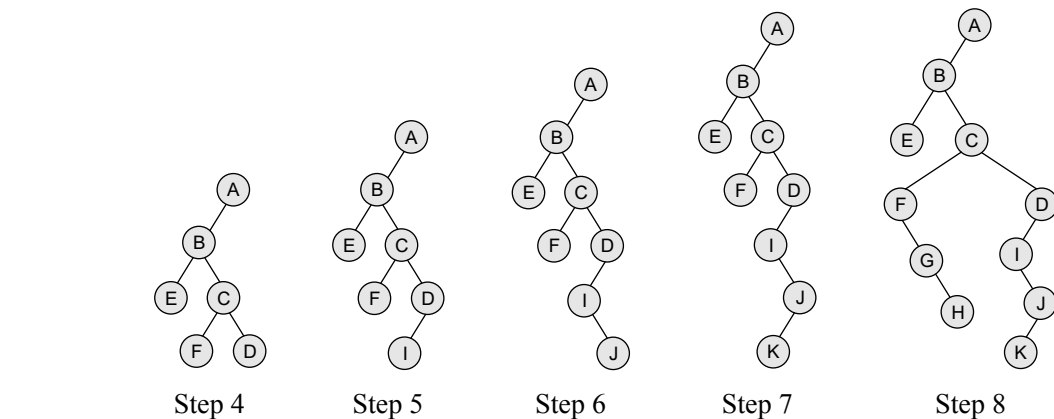 A
B
E C
F D
Step 4
A
B
E C
F D
I
Step 5
A
B
E C
F D
I
J
Step 6
A
B
E C
F D
I
J
K
Step 7
A
B
E C
F D
G I
H J
K
Step 8